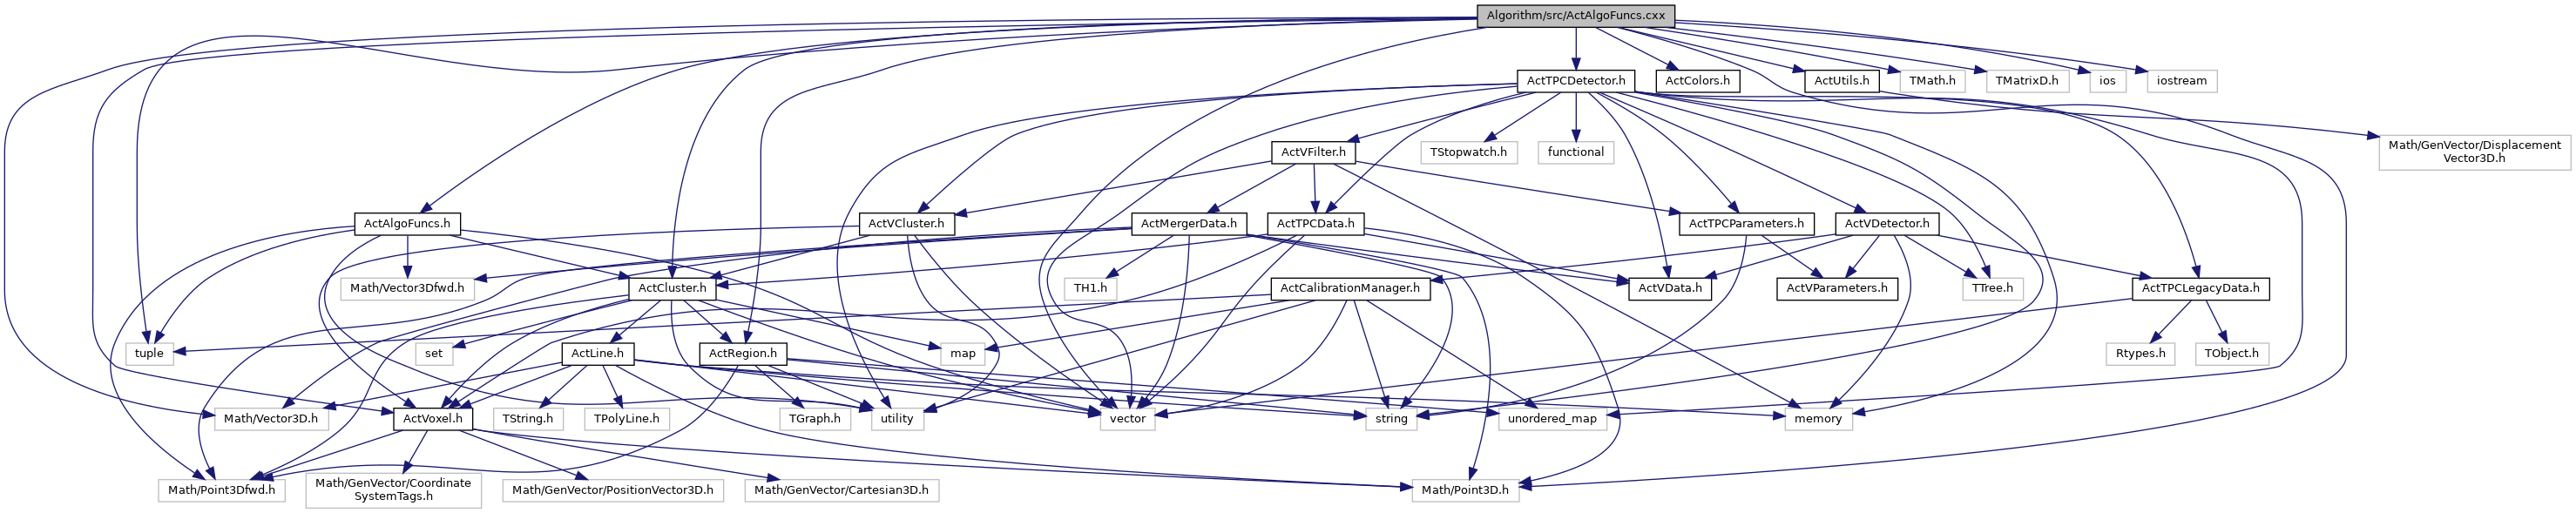 Algorithm/src/ActAlgoFuncs.cxx
ActTPCDetector.h
ActColors.h
ActUtils.h
TMath.h
TMatrixD.h
ios
iostream
ActVFilter.h
TStopwatch.h
functional
Math/GenVector/Displacement
Vector3D.h
ActAlgoFuncs.h
ActVCluster.h
ActMergerData.h
ActTPCData.h
ActTPCParameters.h
ActVDetector.h
Math/Vector3Dfwd.h
ActCluster.h
TH1.h
ActCalibrationManager.h
ActVData.h
ActVParameters.h
TTree.h
ActTPCLegacyData.h
tuple
set
ActLine.h
ActRegion.h
map
Rtypes.h
TObject.h
Math/Vector3D.h
ActVoxel.h
TString.h
TPolyLine.h
TGraph.h
utility
vector
string
unordered_map
memory
Math/Point3Dfwd.h
Math/GenVector/Coordinate
SystemTags.h
Math/GenVector/PositionVector3D.h
Math/GenVector/Cartesian3D.h
Math/Point3D.h